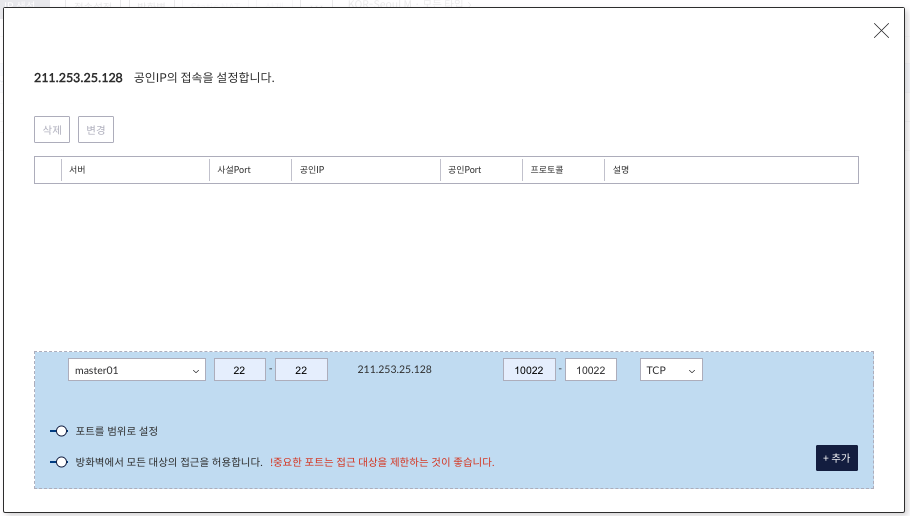 211.253.25.128 공인IP의 접속을 설정합니다.
삭제 변경
서버 사설Port 공인IP 공인Port 프로토콜 설명
master01 22 - 22 211.253.25.128 10022 - 10022 TCP
포트를 범위로 설정
방화벽에서 모든 대상의 접근을 허용합니다. !중요한 포트는 접근 대상을 제한하는 것이 좋습니다.
+ 추가